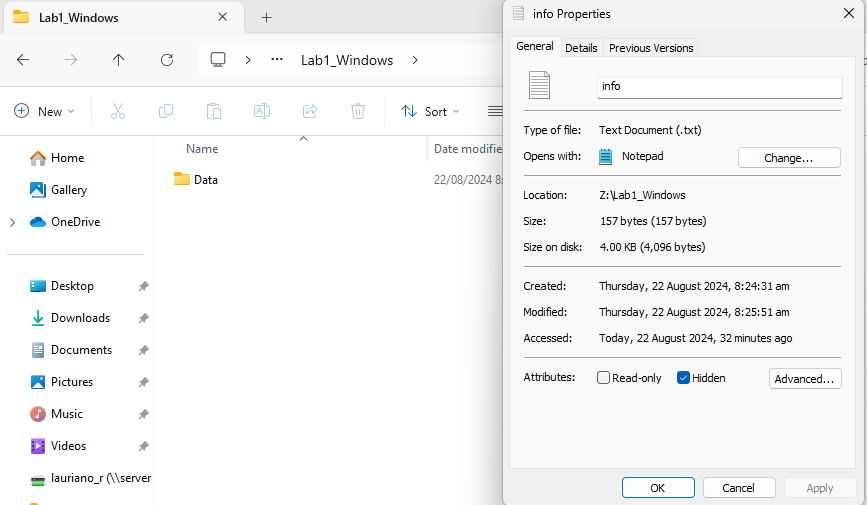 Lab1_Windows
info Properties
Lab1_Windows
General
Details
Previous Versions
info
New
Sort
Type of file: Text Document (.txt)
Opens with: Notepad
Change...
Location: Z:\Lab1_Windows
Size: 157 bytes (157 bytes)
Size on disk: 4.00 KB (4,096 bytes)
Created: Thursday, 22 August 2024, 8:24:31 am
Modified: Thursday, 22 August 2024, 8:25:51 am
Accessed: Today, 22 August 2024, 32 minutes ago
Attributes: Read-only Hidden Advanced...
OK Cancel Apply
Name Date modifie
Data 22/08/2024 8:
Home
Gallery
OneDrive
Desktop
Downloads
Documents
Pictures
Music
Videos
lauriano_r (\\server